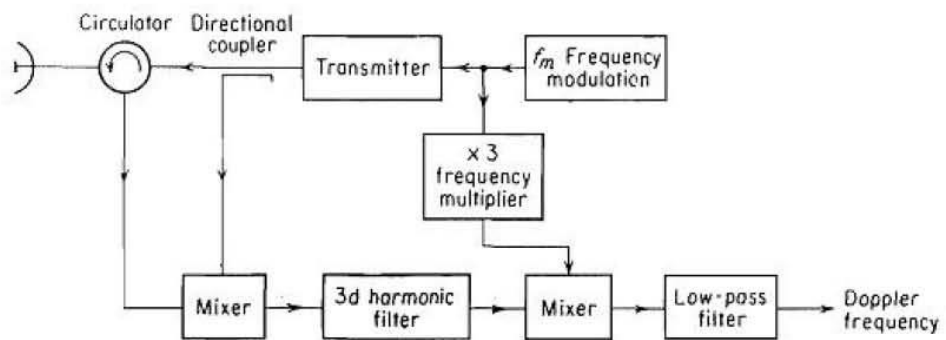 Circulator
Directional
coupler
Transmitter
fm Frequency
modulation
x 3
frequency
multiplier
Mixer
3d harmonic
filter
Mixer
Low-pass
filter
Doppler
frequency